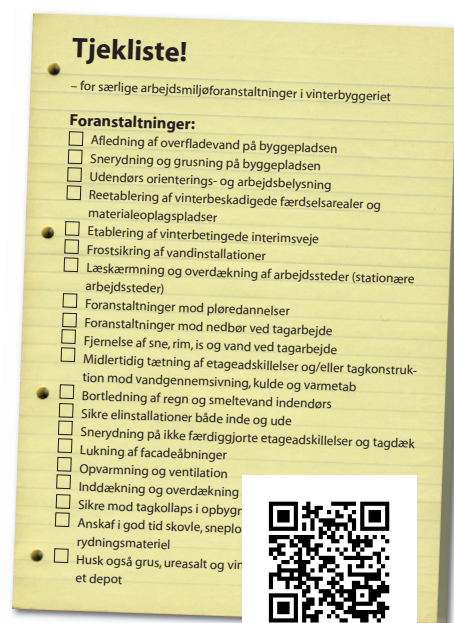 Tjekliste!
– for særlige arbejdsmiljøforanstaltninger i vinterbyggeriet
Foranstaltninger:
Afledning af overfladevand på byggepladsen
Snerydning og grusning på byggepladsen
Udendørs orienterings- og arbejdsbelysning
Reetablering af vinterbeskadigede færdselsarealer og
materialeoplagspladser
Etablering af vinterbetingede interimsveje
Frostsikring af vandinstallationer
Læskærmning og overdækning af arbejdssteder (stationære
arbejdssteder)
Foranstaltninger mod pløredannelser
Foranstaltninger mod nedbør ved tagarbejde
Fjernelse af sne, rim, is og vand ved tagarbejde
Midlertidig tætning af etageadskillelser og/eller tagkonstruk-
tion mod vandgennemsivning, kulde og varmetab
Bortledning af regn og smeltevand indendørs
Sikre elinstallationer både inde og ude
Snerydning på ikke færdiggjorte etageadskillelser og tagdæk
Lukning af facadeåbninger
Opvarmning og ventilation
Inddækning og overdækning
Sikre mod tagkollaps i
Anskaf i god tid skovle,
rydningsmateriel
Husk også grus, ureasalt og
et depot